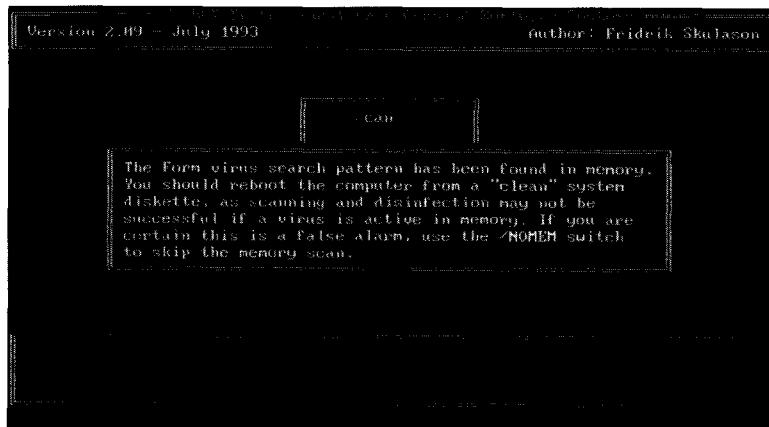 Version 2.09 - July 1993
Author: Fridrik Skulason
can
The Form virus search pattern has been found in memory.
You should reboot the computer from a "clean" system
diskette, as scanning and disinfection may not be
successful if a virus is active in memory. If you are
certain this is a false alarm, use the /NOMEM switch
to skip the memory scan.